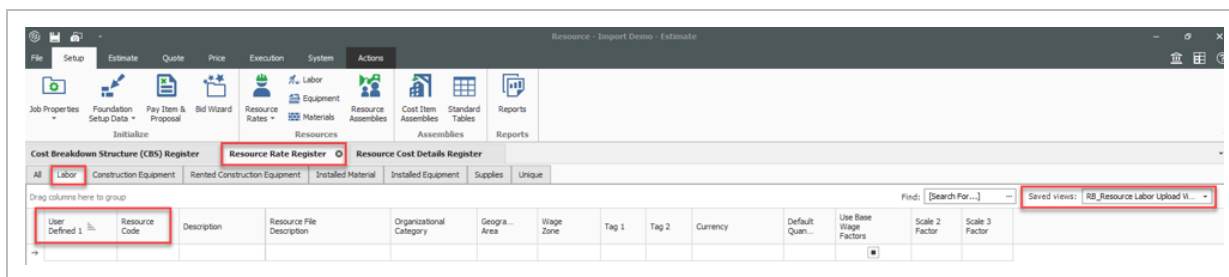 Resource - Import Demo - Estimate
File Setup Estimate Quote Price Execution System Actions
Job Properties
Foundation Setup Data
Pay Item & Proposal
Bid Wizard
Resource Rates
Labor
Equipment
Materials
Resource Assemblies
Cost Item Assemblies
Standard Tables
Reports
Initialize Resources Assemblies Reports
Cost Breakdown Structure (CBS) Register Resource Rate Register Resource Cost Details Register
All Labor Construction Equipment Rented Construction Equipment Installed Material Installed Equipment Supplies Unique
Drag columns here to group Find: [Search For...] ... Saved views: RB_Resource Labor Upload Vi...
User Defined 1
Resource Code
Description
Resource File Description
Organizational Category
Geogra... Area
Wage Zone
Tag 1
Tag 2
Currency
Default Quan...
Use Base Wage Factors
Scale 2 Factor
Scale 3 Factor